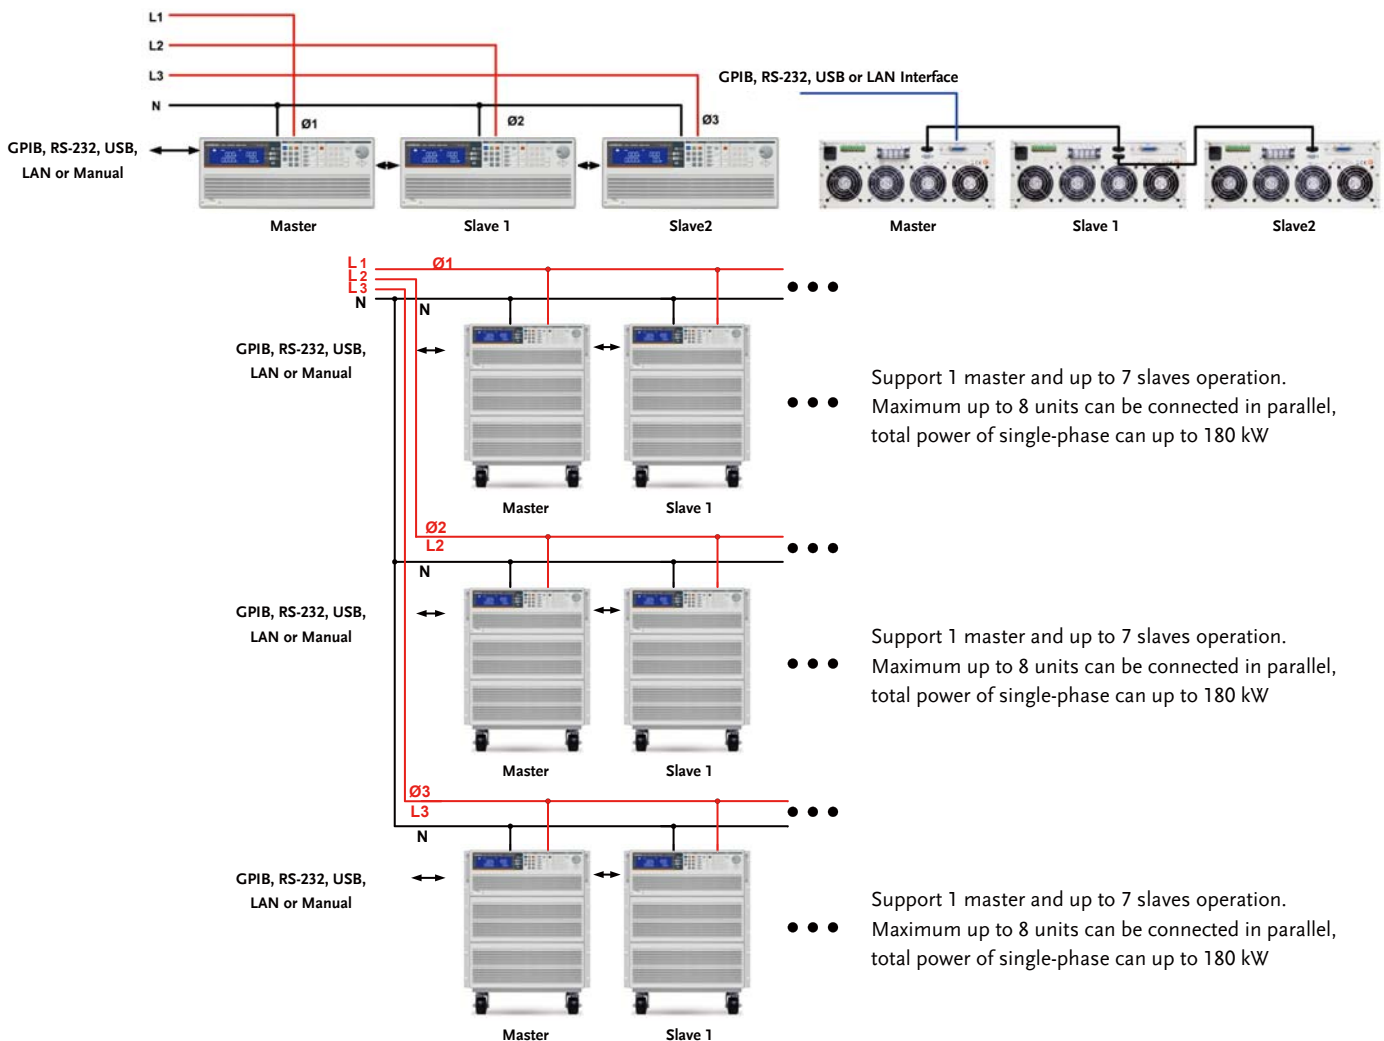 L1
L2
L3
N
Ø1
Ø2
Ø3
GPIB, RS-232, USB,
LAN or Manual
Master
Slave 1
Slave2
GPIB, RS-232, USB or LAN Interface
Master
Slave 1
Slave2
L1
L2
L3
N
Ø1
N
GPIB, RS-232, USB,
LAN or Manual
Master
Slave 1
Support 1 master and up to 7 slaves operation.
Maximum up to 8 units can be connected in parallel,
total power of single-phase can up to 180 kW
Ø2
L2
N
GPIB, RS-232, USB,
LAN or Manual
Master
Slave 1
Support 1 master and up to 7 slaves operation.
Maximum up to 8 units can be connected in parallel,
total power of single-phase can up to 180 kW
Ø3
L3
N
GPIB, RS-232, USB,
LAN or Manual
Master
Slave 1
Support 1 master and up to 7 slaves operation.
Maximum up to 8 units can be connected in parallel,
total power of single-phase can up to 180 kW